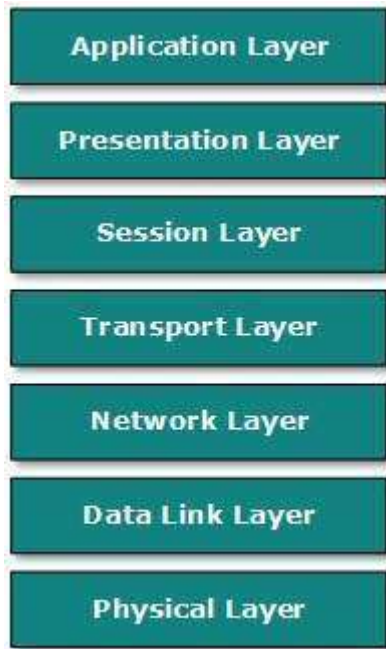 Application Layer
Presentation Layer
Session Layer
Transport Layer
Network Layer
Data Link Layer
Physical Layer